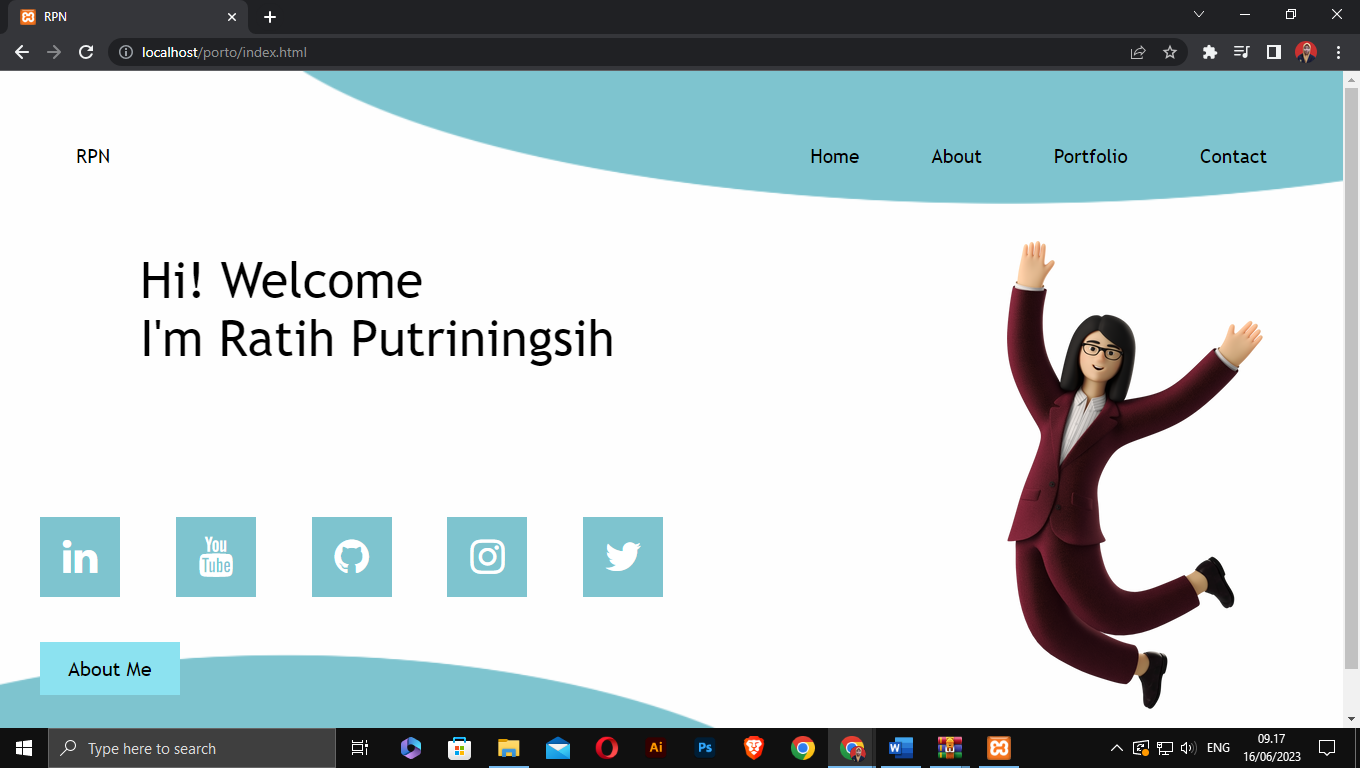 RPN
localhost/porto/index.html
RPN
Home About Portfolio Contact
Hi! Welcome
I'm Ratih Putriningsih
in
You
Tube
About Me
Type here to search
Ai
Ps
W
ENG
09.17
16/06/2023